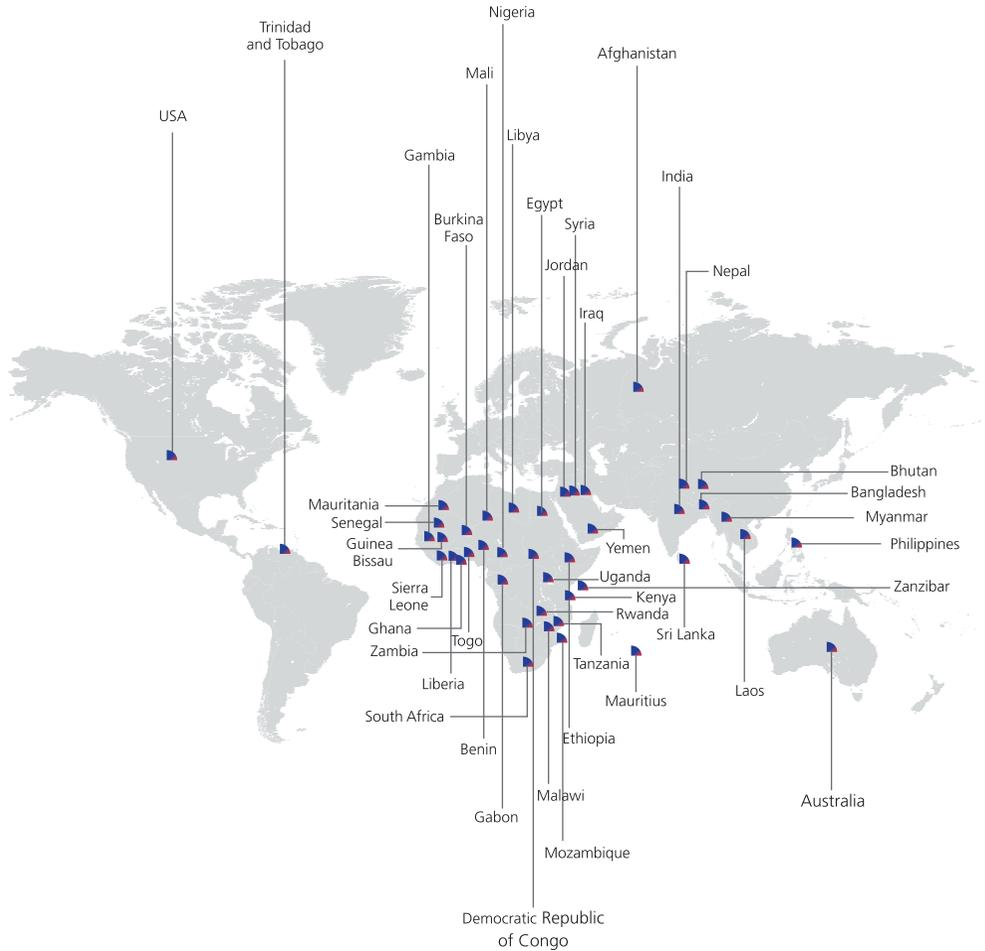 Nigeria
Trinidad
and Tobago
Afghanistan
Mali
USA
Libya
Gambia
India
Egypt
Burkina
Faso
Syria
Jordan
Nepal
Iraq
Bhutan
Bangladesh
Mauritania
Myanmar
Senegal
Guinea
Bissau
Philippines
Yemen
Uganda
Sierra
Leone
Zanzibar
Kenya
Rwanda
Ghana
Sri Lanka
Togo
Zambia
Tanzania
Liberia
Laos
Mauritius
South Africa
Ethiopia
Benin
Malawi
Australia
Gabon
Mozambique
Democratic Republic
of Congo